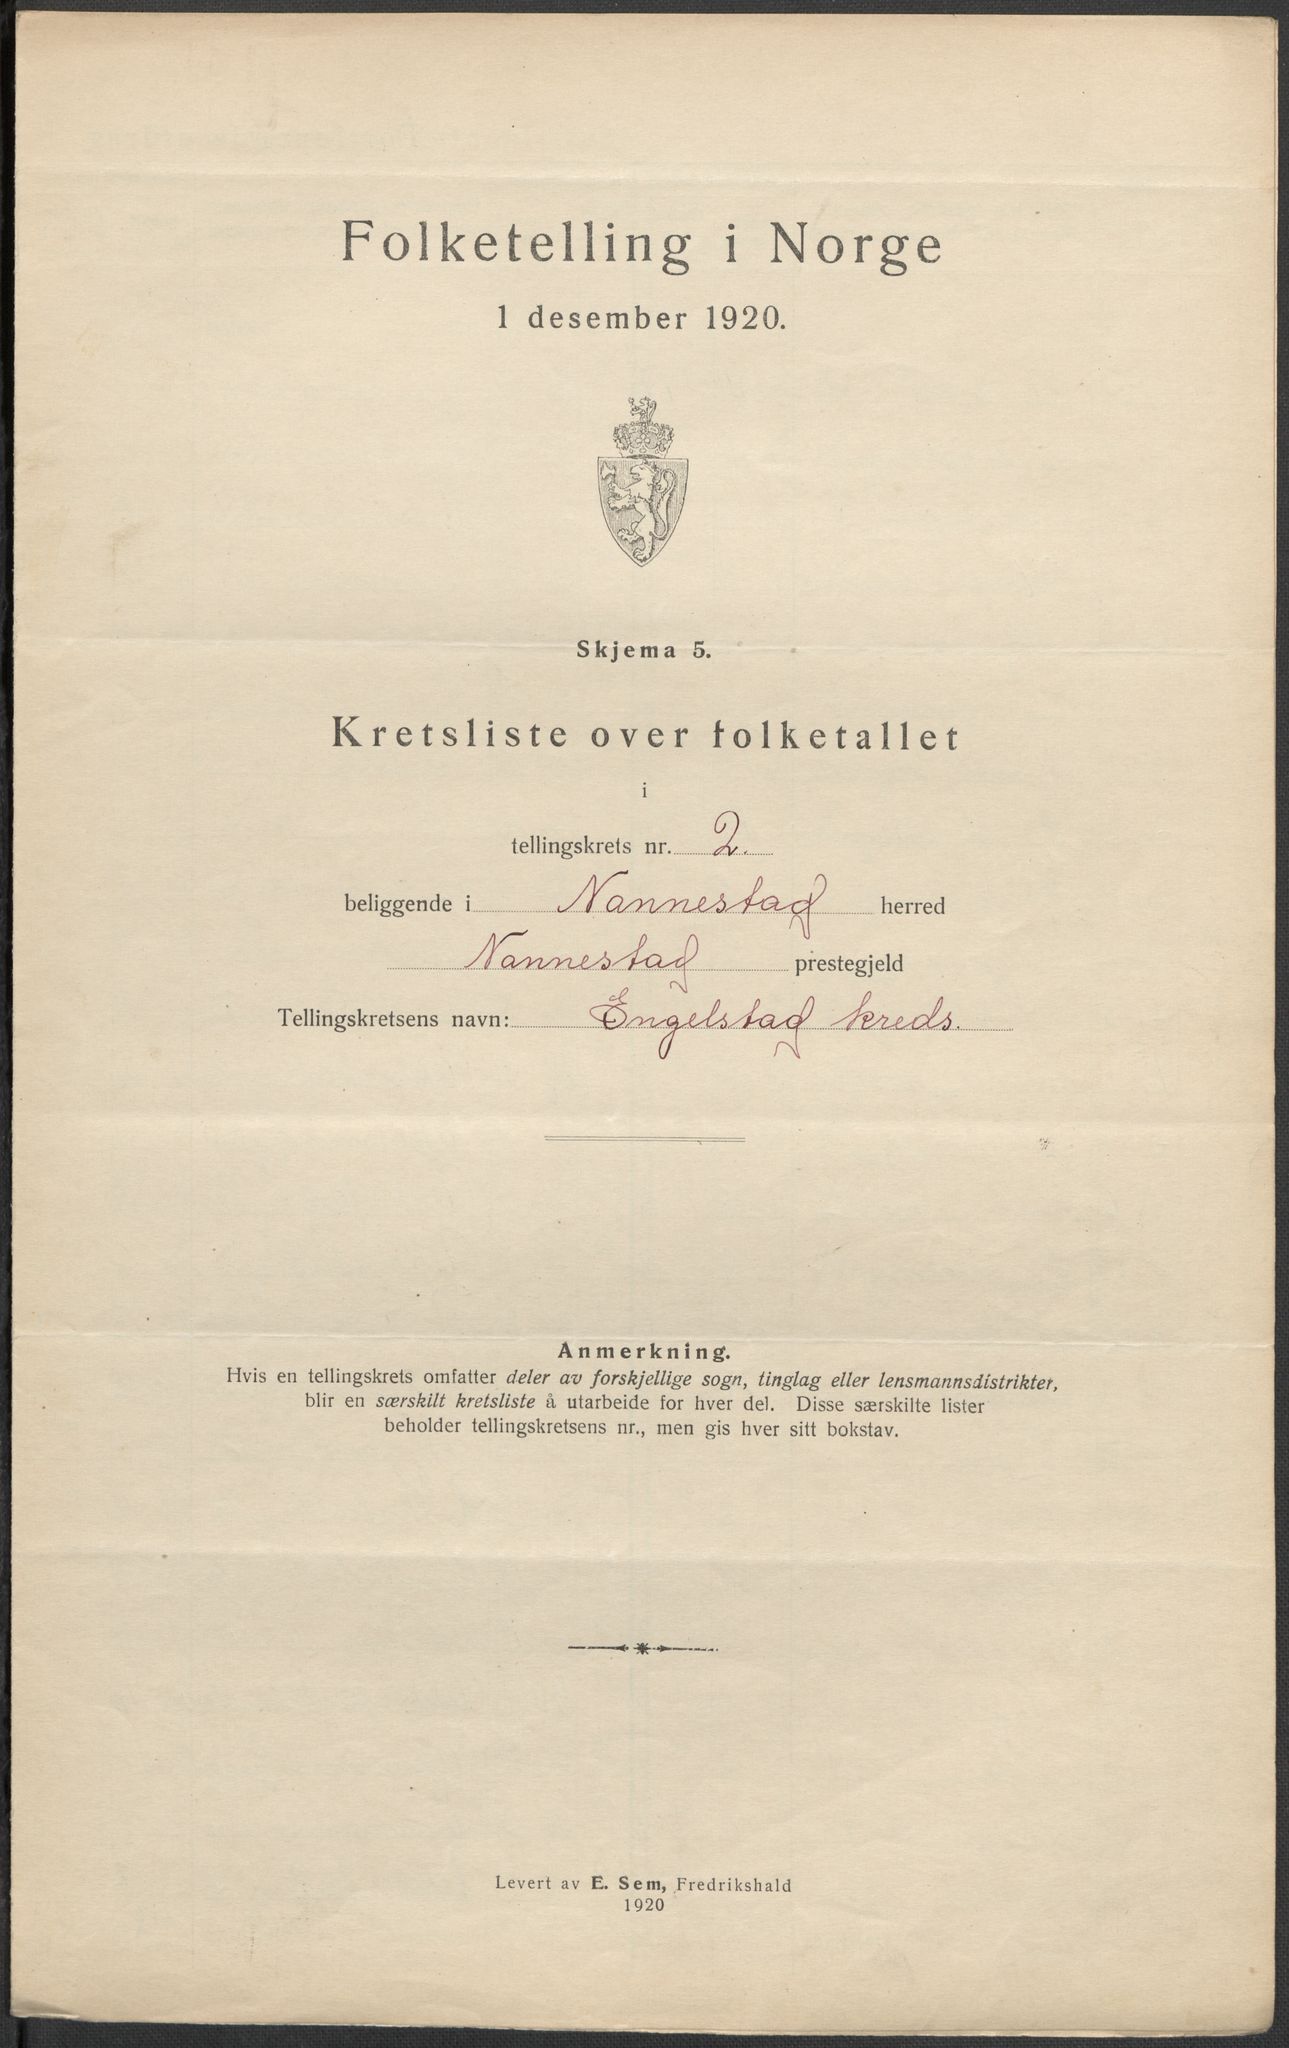 Folketelling i Norge
1 desember 1920.
Skjema 5.
Kretsliste over folketallet
i
tellingskrets nr. 2.
beliggende i Nannestad herred
Nannestad prestegjeld
Tellingskretsens navn: Engelstad kreds.
Anmerkning.
Hvis en tellingskrets omfatter deler av forskjellige sogn, tinglag eller lensmannsdistrikter,
blir en særskilt kretsliste å utarbeide for hver del. Disse særskilte lister
beholder tellingskretsens nr., men gis hver sitt bokstav.
Levert av E. Sem, Fredrikshald
1920